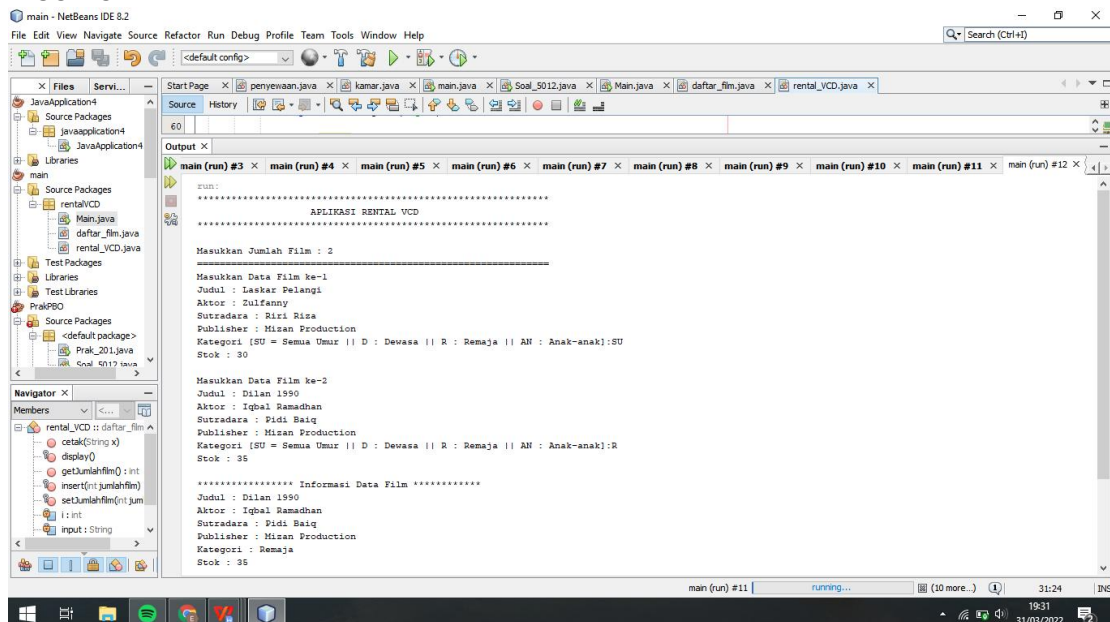 main - NetBeans IDE 8.2
File Edit View Navigate Source Refactor Run Debug Profile Team Tools Window Help
Search (Ctrl+I)
<default config>
Files Servi...
Start Page penyewaan.java kamar.java main.java Soal_5012.java Main.java daftar_film.java rental_VCD.java
JavaApplication4
Source Packages
javaapplication4
JavaApplication4
Libraries
main
Source Packages
rentalVCD
Main.java
daftar_film.java
rental_VCD.java
Test Packages
Libraries
Test Libraries
PrakPBO
Source Packages
<default package>
Prak_201.java
Soal_5012.java
Navigator
Members <...
rental_VCD :: daftar_film
cetak(String x)
display()
getJumlahfilm() : int
insert(int jumlahfilm)
setJumlahfilm(int jum
i : int
input : String
Source History
60
Output
main (run) #3 main (run) #4 main (run) #5 main (run) #6 main (run) #7 main (run) #8 main (run) #9 main (run) #10 main (run) #11 main (run) #12
run:
**************************************************************
APLIKASI RENTAL VCD
**************************************************************
Masukkan Jumlah Film : 2
==============================================================
Masukkan Data Film ke-1
Judul : Laskar Pelangi
Aktor : Zulfanny
Sutradara : Riri Riza
Publisher : Mizan Production
Kategori [SU = Semua Umur || D : Dewasa || R : Remaja || AN : Anak-anak]:SU
Stok : 30
Masukkan Data Film ke-2
Judul : Dilan 1990
Aktor : Iqbal Ramadhan
Sutradara : Pidi Baiq
Publisher : Mizan Production
Kategori [SU = Semua Umur || D : Dewasa || R : Remaja || AN : Anak-anak]:R
Stok : 35
***************** Informasi Data Film ************
Judul : Dilan 1990
Aktor : Iqbal Ramadhan
Sutradara : Pidi Baiq
Publisher : Mizan Production
Kategori : Remaja
Stok : 35
main (run) #11 running... (10 more...) 1 31:24 INS
19:31
31/03/2022